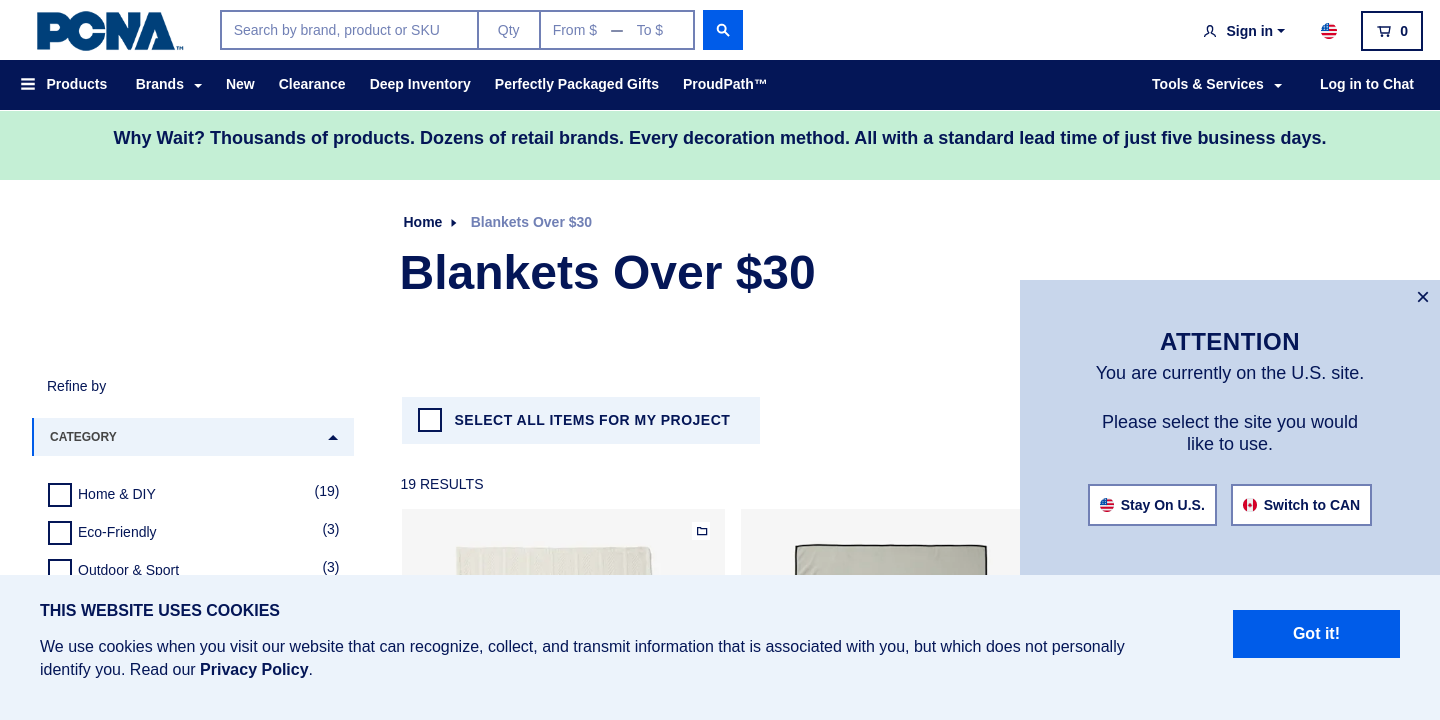 PCNA™
Search by brand, product or SKU
Qty
From $ — To $
Sign in
0
Products
Brands
New
Clearance
Deep Inventory
Perfectly Packaged Gifts
ProudPath™
Tools & Services
Log in to Chat
Why Wait? Thousands of products. Dozens of retail brands. Every decoration method. All with a standard lead time of just five business days.
Home
Blankets Over $30
Blankets Over $30
Refine by
CATEGORY
Home & DIY (19)
Eco-Friendly (3)
Outdoor & Sport (3)
SELECT ALL ITEMS FOR MY PROJECT
19 RESULTS
×
ATTENTION
You are currently on the U.S. site.
Please select the site you would
like to use.
Stay On U.S.
Switch to CAN
THIS WEBSITE USES COOKIES
We use cookies when you visit our website that can recognize, collect, and transmit information that is associated with you, but which does not personally
identify you. Read our Privacy Policy.
Got it!